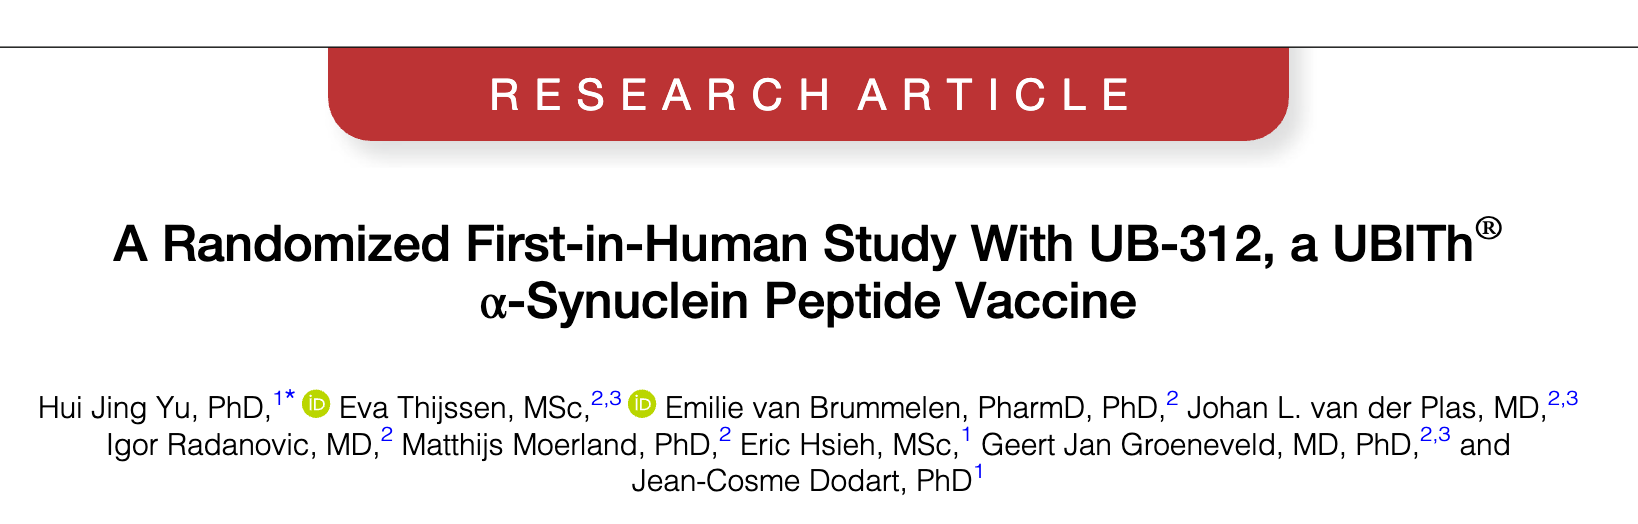 RESEARCH ARTICLE
A Randomized First-in-Human Study With UB-312, a UBITh®
α-Synuclein Peptide Vaccine
Hui Jing Yu, PhD,1* iD Eva Thijssen, MSc,2,3 iD Emilie van Brummelen, PharmD, PhD,2 Johan L. van der Plas, MD,2,3
Igor Radanovic, MD,2 Matthijs Moerland, PhD,2 Eric Hsieh, MSc,1 Geert Jan Groeneveld, MD, PhD,2,3 and
Jean-Cosme Dodart, PhD1